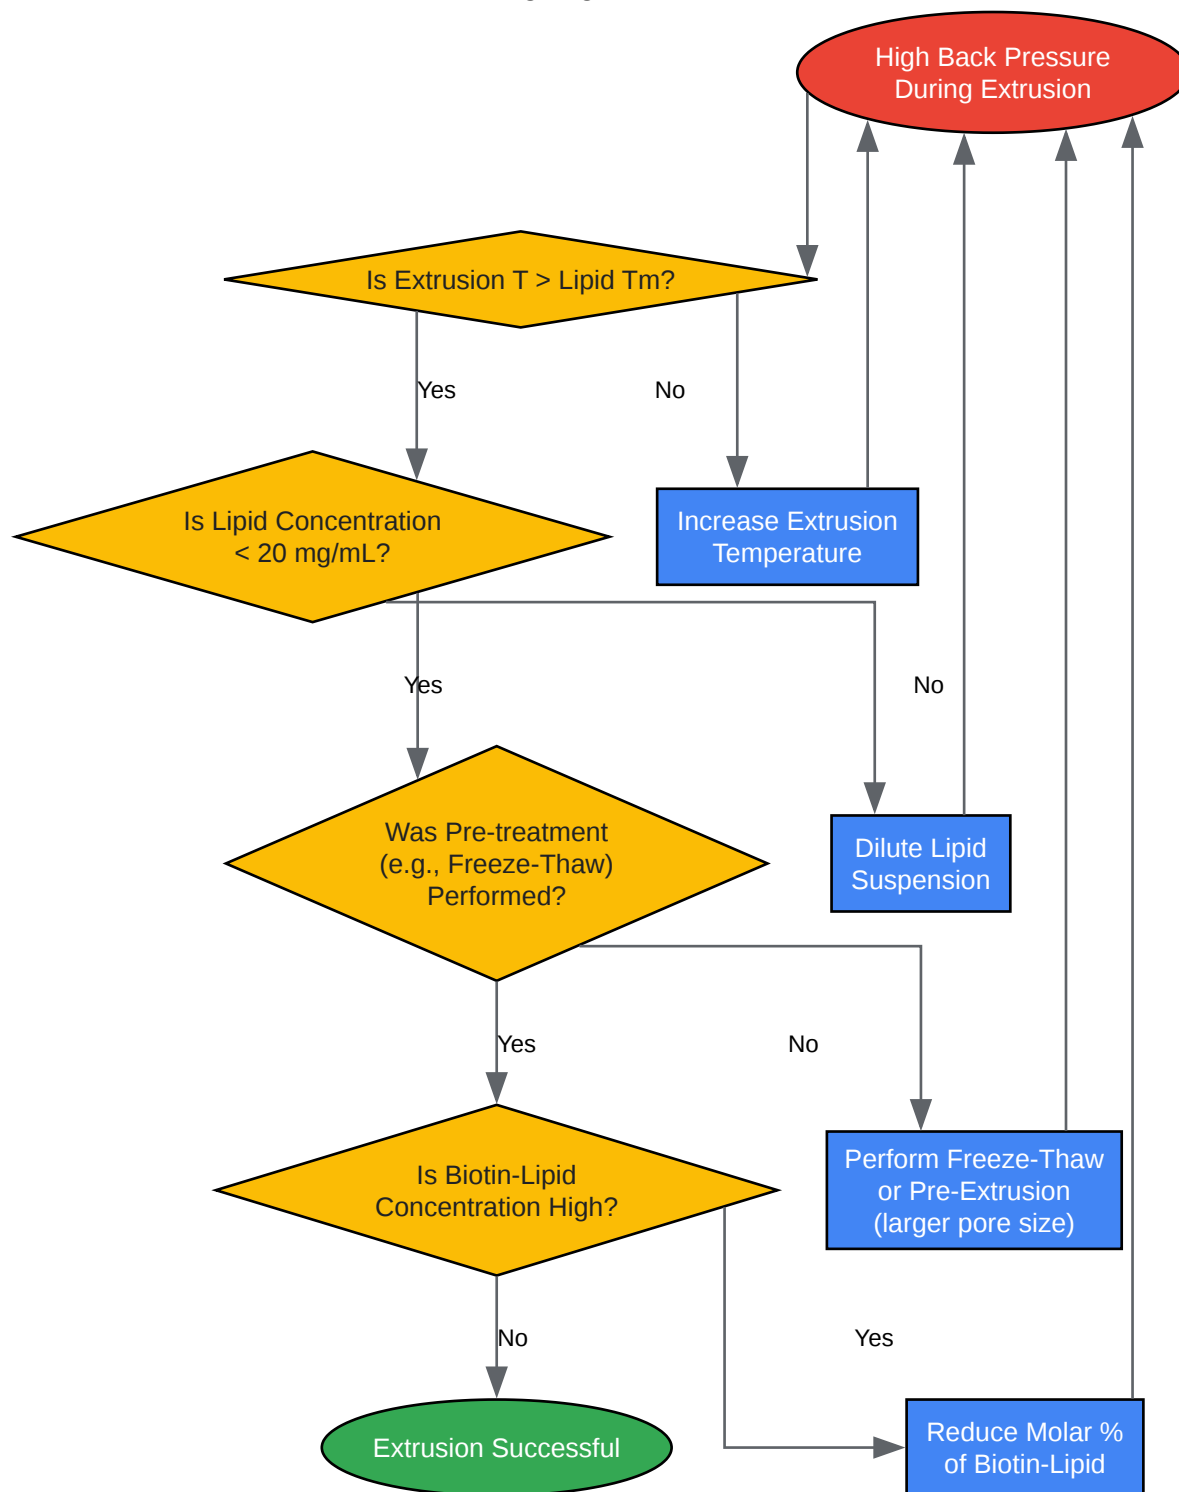 High Back Pressure
During Extrusion
Is Extrusion T > Lipid Tm?
Yes
No
Is Lipid Concentration
< 20 mg/mL?
Increase Extrusion
Temperature
Yes
No
Was Pre-treatment
(e.g., Freeze-Thaw)
Performed?
Dilute Lipid
Suspension
Yes
No
Is Biotin-Lipid
Concentration High?
Perform Freeze-Thaw
or Pre-Extrusion
(larger pore size)
No
Yes
Extrusion Successful
Reduce Molar %
of Biotin-Lipid